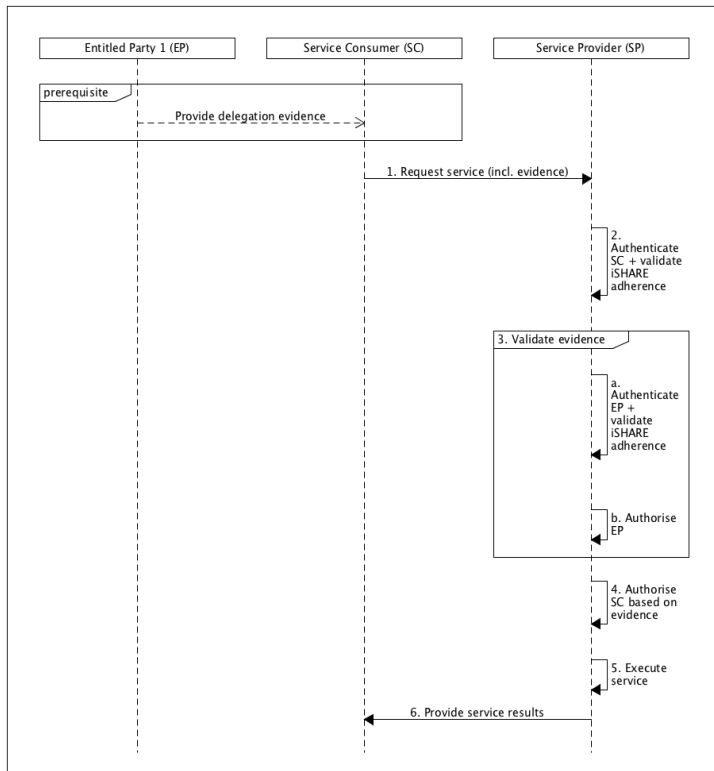 Entitled Party 1 (EP)
Service Consumer (SC)
Service Provider (SP)
prerequisite
Provide delegation evidence
1. Request service (incl. evidence)
2.
Authenticate
SC + validate
iSHARE
adherence
3. Validate evidence
a.
Authenticate
EP +
validate
iSHARE
adherence
b. Authorise
EP
4. Authorise
SC based on
evidence
5. Execute
service
6. Provide service results